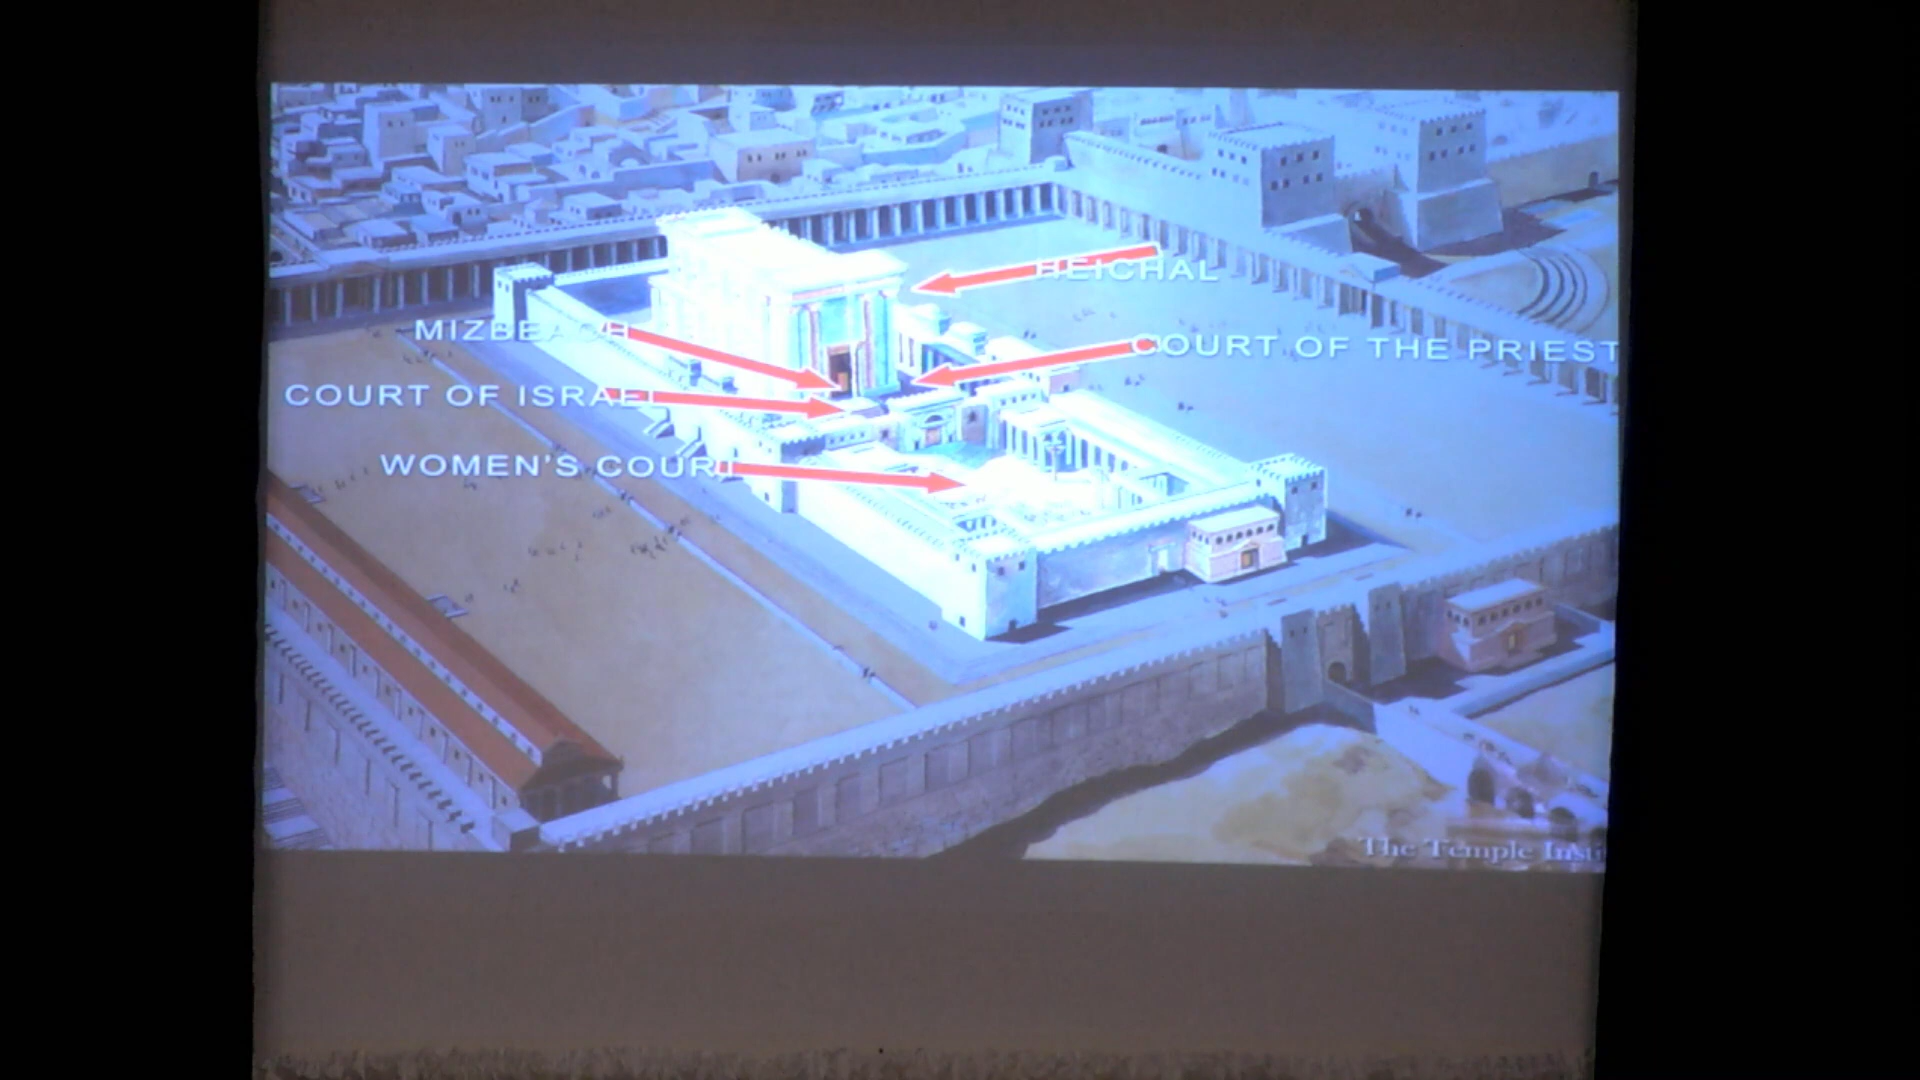 HEICHAL
MIZBEACH
COURT OF THE PRIEST
COURT OF ISRAEL
WOMEN'S COURT
The Temple Insti